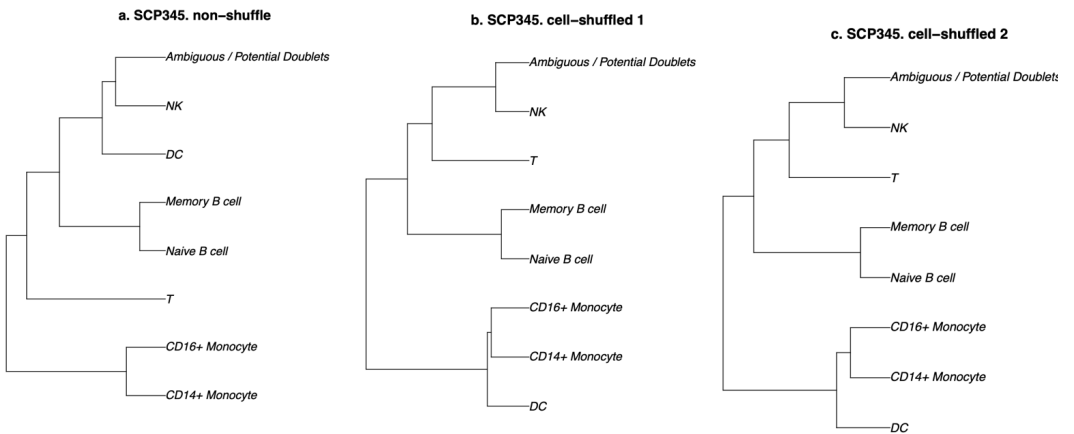 a. SCP345. non−shuffle
Ambiguous / Potential Doublets
NK
DC
Memory B cell
Naive B cell
T
CD16+ Monocyte
CD14+ Monocyte
b. SCP345. cell−shuffled 1
Ambiguous / Potential Doublets
NK
T
Memory B cell
Naive B cell
CD16+ Monocyte
CD14+ Monocyte
DC
c. SCP345. cell−shuffled 2
Ambiguous / Potential Doublets
NK
T
Memory B cell
Naive B cell
CD16+ Monocyte
CD14+ Monocyte
DC